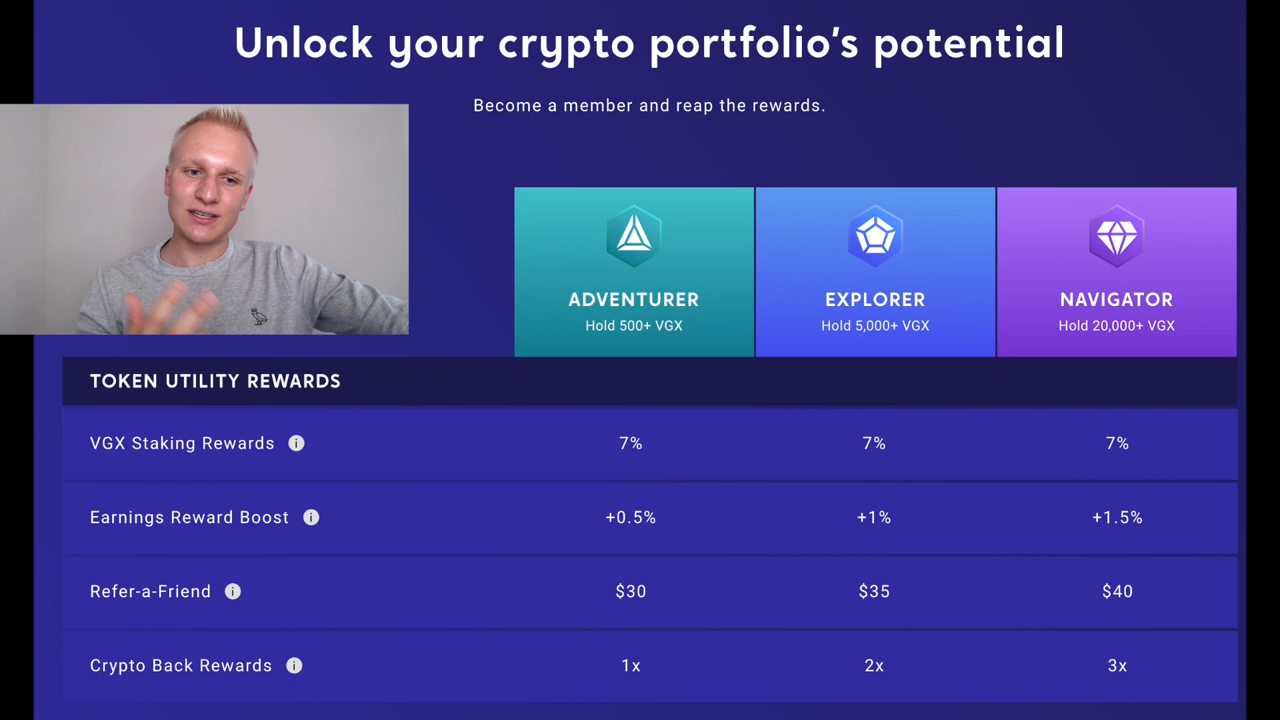 Unlock your crypto portfolio's potential
Become a member and reap the rewards.
ADVENTURER
Hold 500+ VGX
EXPLORER
Hold 5,000+ VGX
NAVIGATOR
Hold 20,000+ VGX
TOKEN UTILITY REWARDS
VGX Staking Rewards i 7% 7% 7%
Earnings Reward Boost i +0.5% +1% +1.5%
Refer-a-Friend i $30 $35 $40
Crypto Back Rewards i 1x 2x 3x